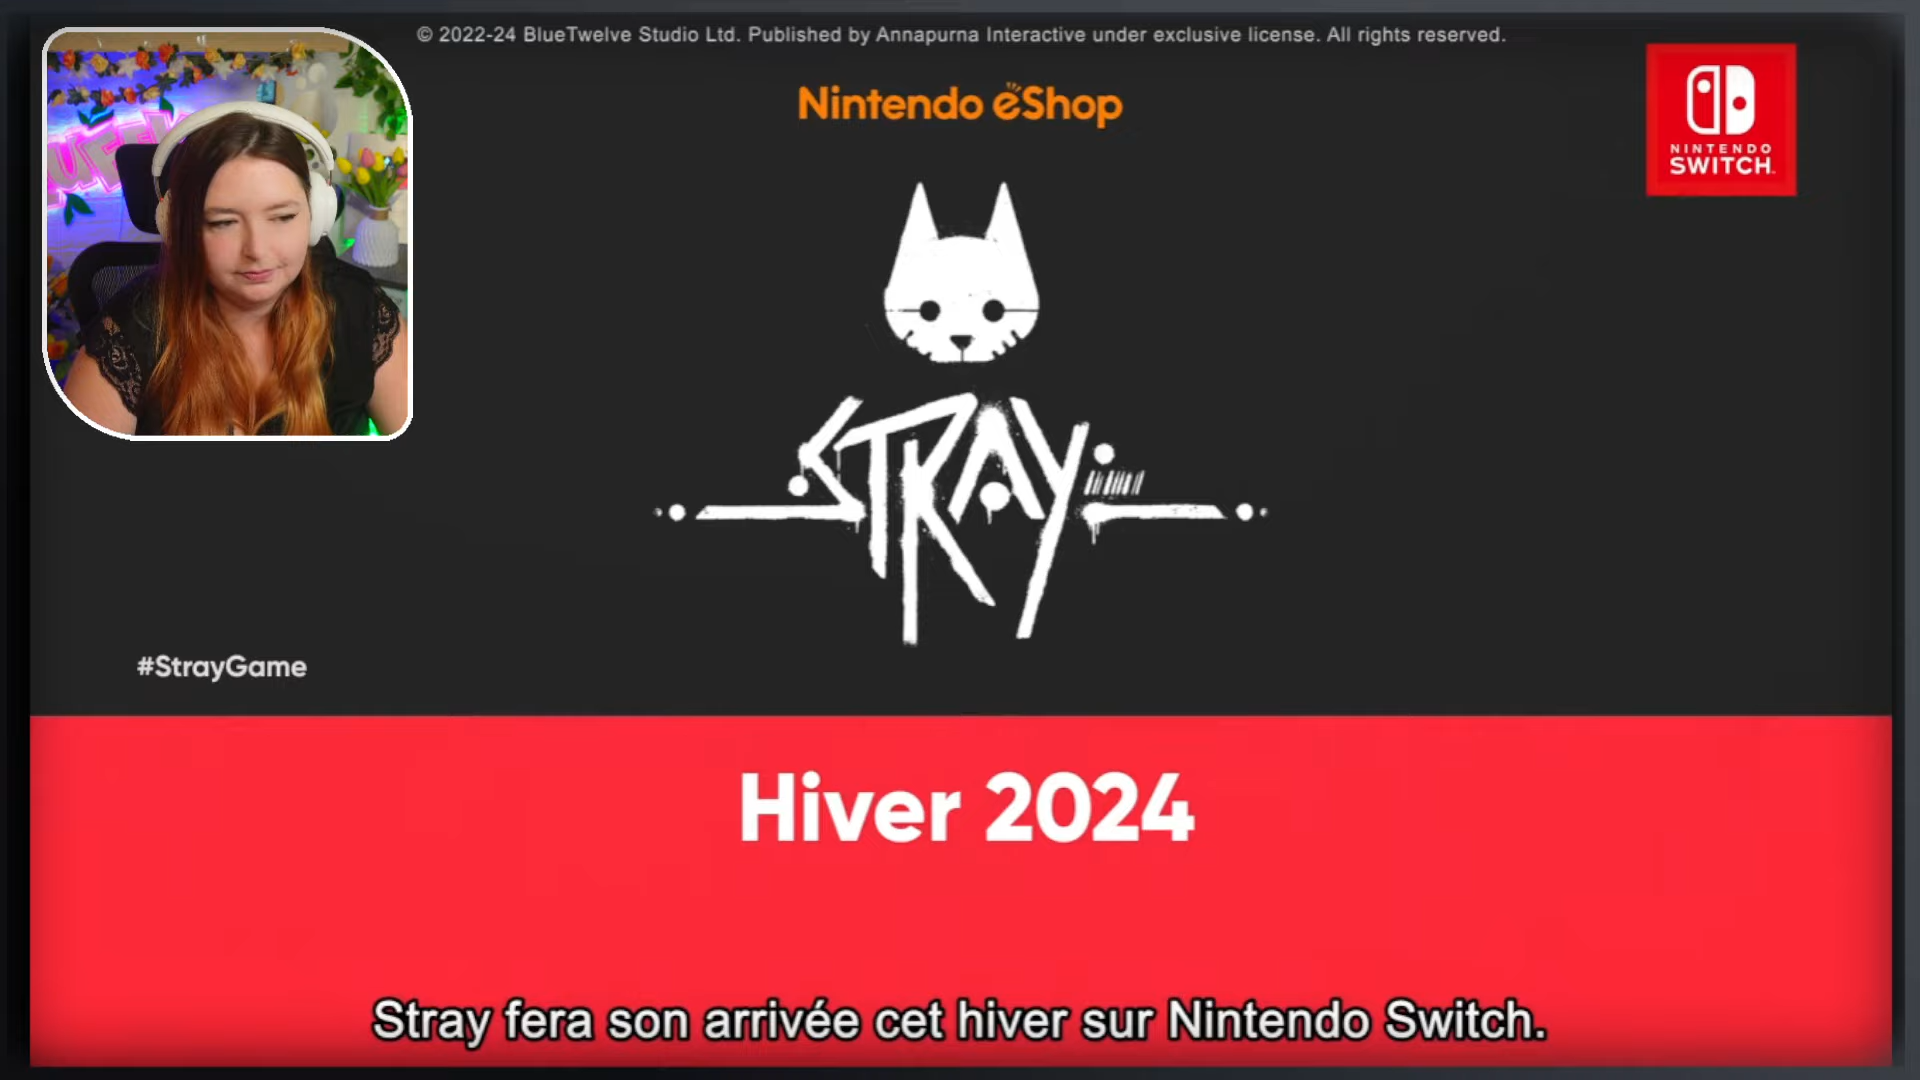 © 2022-24 BlueTwelve Studio Ltd. Published by Annapurna Interactive under exclusive license. All rights reserved.
Nintendo eShop
NINTENDO
SWITCH.
STRAY
#StrayGame
Hiver 2024
Stray fera son arrivée cet hiver sur Nintendo Switch.